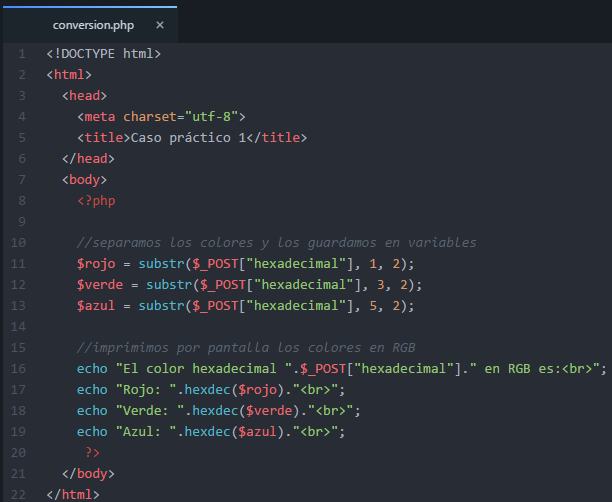 conversion.php ×
1 <!DOCTYPE html>
2 <html>
3   <head>
4     <meta charset="utf-8">
5     <title>Caso práctico 1</title>
6   </head>
7   <body>
8     <?php
9
10     //separamos los colores y los guardamos en variables
11     $rojo = substr($_POST["hexadecimal"], 1, 2);
12     $verde = substr($_POST["hexadecimal"], 3, 2);
13     $azul = substr($_POST["hexadecimal"], 5, 2);
14
15     //imprimimos por pantalla los colores en RGB
16     echo "El color hexadecimal ".$_POST["hexadecimal"]." en RGB es:<br>";
17     echo "Rojo: ".hexdec($rojo)."<br>";
18     echo "Verde: ".hexdec($verde)."<br>";
19     echo "Azul: ".hexdec($azul)."<br>";
20      ?>
21   </body>
22 </html>